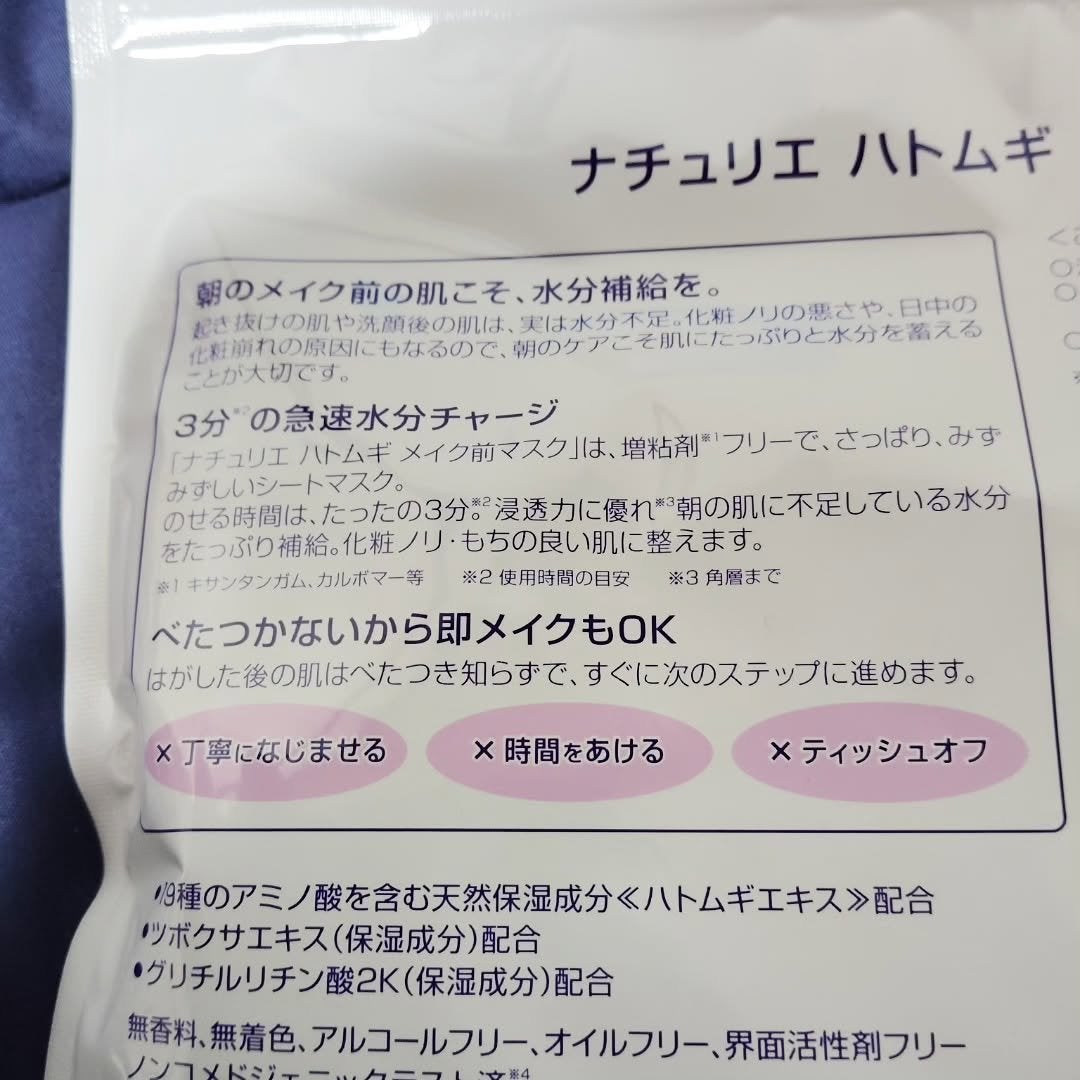 ナチュリエ ハトムギ
朝のメイク前の肌こそ、水分補給を。
起き抜けの肌や洗顔後の肌は、実は水分不足。化粧ノリの悪さや、日中の
化粧崩れの原因にもなるので、朝のケアこそ肌にたっぷりと水分を蓄える
ことが大切です。
3分※2の急速水分チャージ
「ナチュリエ ハトムギ メイク前マスク」は、増粘剤※1フリーで、さっぱり、みず
みずしいシートマスク。
のせる時間は、たったの3分※2。浸透力に優れ※3朝の肌に不足している水分
をたっぷり補給。化粧ノリ・もちの良い肌に整えます。
※1 キサンタンガム、カルボマー等 ※2 使用時間の目安 ※3 角層まで
べたつかないから即メイクもOK
はがした後の肌はべたつき知らずで、すぐに次のステップに進めます。
× 丁寧になじませる × 時間をあける × ティッシュオフ
•19種のアミノ酸を含む天然保湿成分≪ハトムギエキス≫配合
•ツボクサエキス(保湿成分)配合
•グリチルリチン酸2K(保湿成分)配合
無香料、無着色、アルコールフリー、オイルフリー、界面活性剤フリー
ノンコメドジェニックテスト済※4